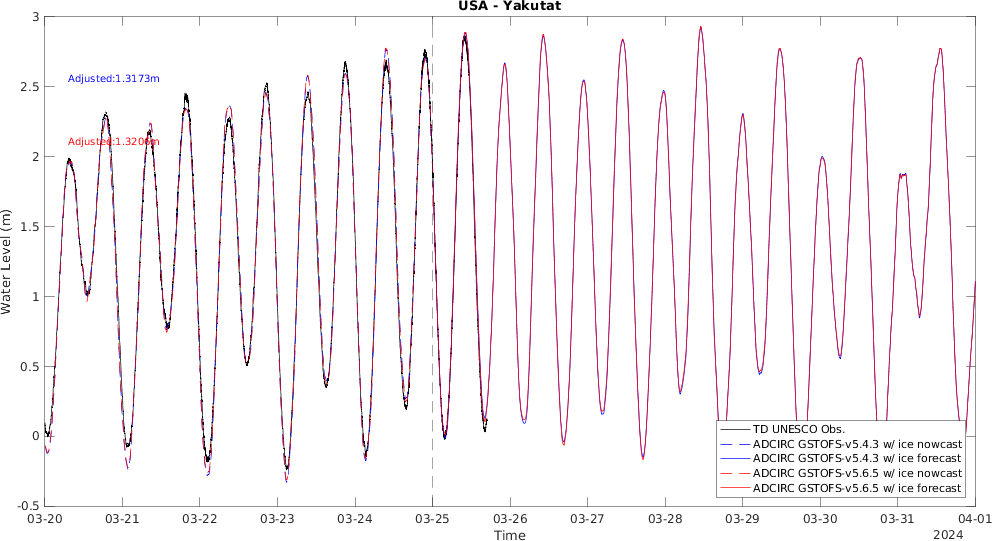 USA - Yakutat
3
2.5
2
1.5
1
0.5
0
-0.5
Water Level (m)
Adjusted:1.3173m
Adjusted:1.3200m
TD UNESCO Obs.
ADCIRC GSTOFS-v5.4.3 w/ ice nowcast
ADCIRC GSTOFS-v5.4.3 w/ ice forecast
ADCIRC GSTOFS-v5.6.5 w/ ice nowcast
ADCIRC GSTOFS-v5.6.5 w/ ice forecast
03-20 03-21 03-22 03-23 03-24 03-25 03-26 03-27 03-28 03-29 03-30 03-31 04-01
Time
2024